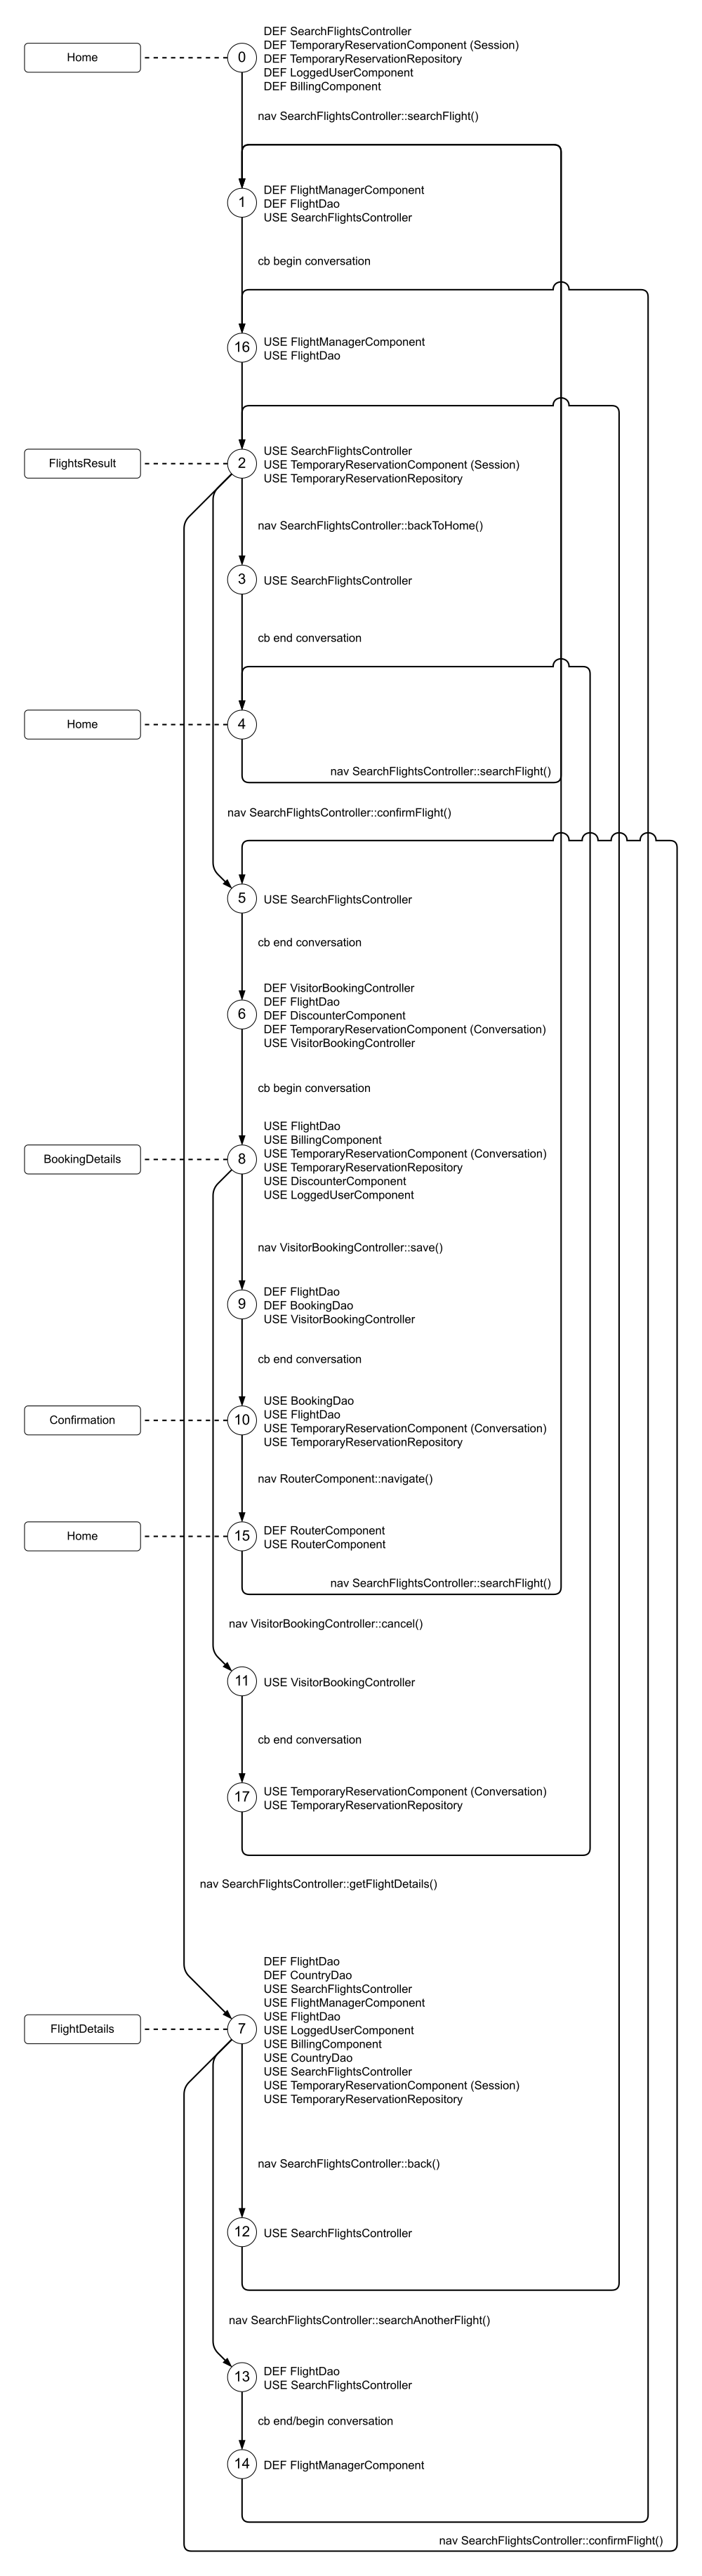 DEF SearchFlightsController
DEF TemporaryReservationComponent (Session)
Home
0
DEF TemporaryReservationRepository
DEF LoggedUserComponent
DEF BillingComponent
nav SearchFlightsController::searchFlight()
DEF FlightManagerComponent
1
DEF FlightDao
USE SearchFlightsController
cb begin conversation
16
USE FlightManagerComponent
USE FlightDao
USE SearchFlightsController
FlightsResult
2
USE TemporaryReservationComponent (Session)
USE TemporaryReservationRepository
nav SearchFlightsController::backToHome()
3
USE SearchFlightsController
cb end conversation
Home
4
nav SearchFlightsController::searchFlight()
nav SearchFlightsController::confirmFlight()
5
USE SearchFlightsController
cb end conversation
DEF VisitorBookingController
DEF FlightDao
6
DEF DiscounterComponent
DEF TemporaryReservationComponent (Conversation)
USE VisitorBookingController
cb begin conversation
USE FlightDao
USE BillingComponent
BookingDetails
8
USE TemporaryReservationComponent (Conversation)
USE TemporaryReservationRepository
USE DiscounterComponent
USE LoggedUserComponent
nav VisitorBookingController::save()
DEF FlightDao
9
DEF BookingDao
USE VisitorBookingController
cb end conversation
USE BookingDao
Confirmation
10
USE FlightDao
USE TemporaryReservationComponent (Conversation)
USE TemporaryReservationRepository
nav RouterComponent::navigate()
Home
15
DEF RouterComponent
USE RouterComponent
nav SearchFlightsController::searchFlight()
nav VisitorBookingController::cancel()
11
USE VisitorBookingController
cb end conversation
17
USE TemporaryReservationComponent (Conversation)
USE TemporaryReservationRepository
nav SearchFlightsController::getFlightDetails()
DEF FlightDao
DEF CountryDao
USE SearchFlightsController
USE FlightManagerComponent
USE FlightDao
FlightDetails
7
USE LoggedUserComponent
USE BillingComponent
USE CountryDao
USE SearchFlightsController
USE TemporaryReservationComponent (Session)
USE TemporaryReservationRepository
nav SearchFlightsController::back()
12
USE SearchFlightsController
nav SearchFlightsController::searchAnotherFlight()
13
DEF FlightDao
USE SearchFlightsController
cb end/begin conversation
14
DEF FlightManagerComponent
nav SearchFlightsController::confirmFlight()